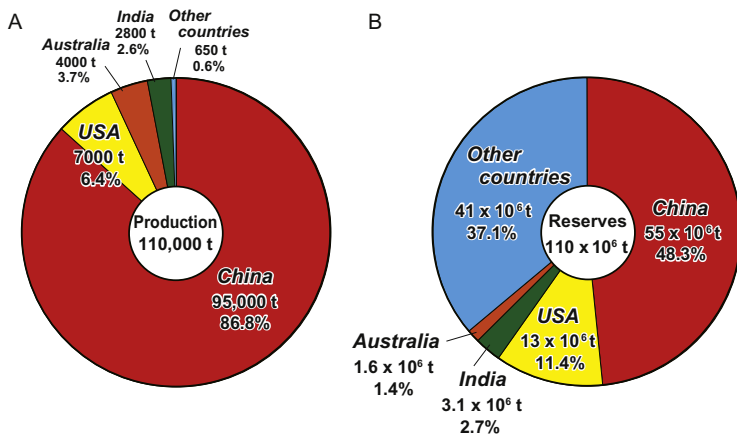 A
Australia
4000 t
3.7%
India
2800 t
2.6%
Other
countries
650 t
0.6%
USA
7000 t
6.4%
Production
110,000 t
China
95,000 t
86.8%
B
Other
countries
41 x 10⁶ t
37.1%
Reserves
110 x 10⁶ t
China
55 x 10⁶ t
48.3%
USA
13 x 10⁶ t
11.4%
Australia
1.6 x 10⁶ t
1.4%
India
3.1 x 10⁶ t
2.7%